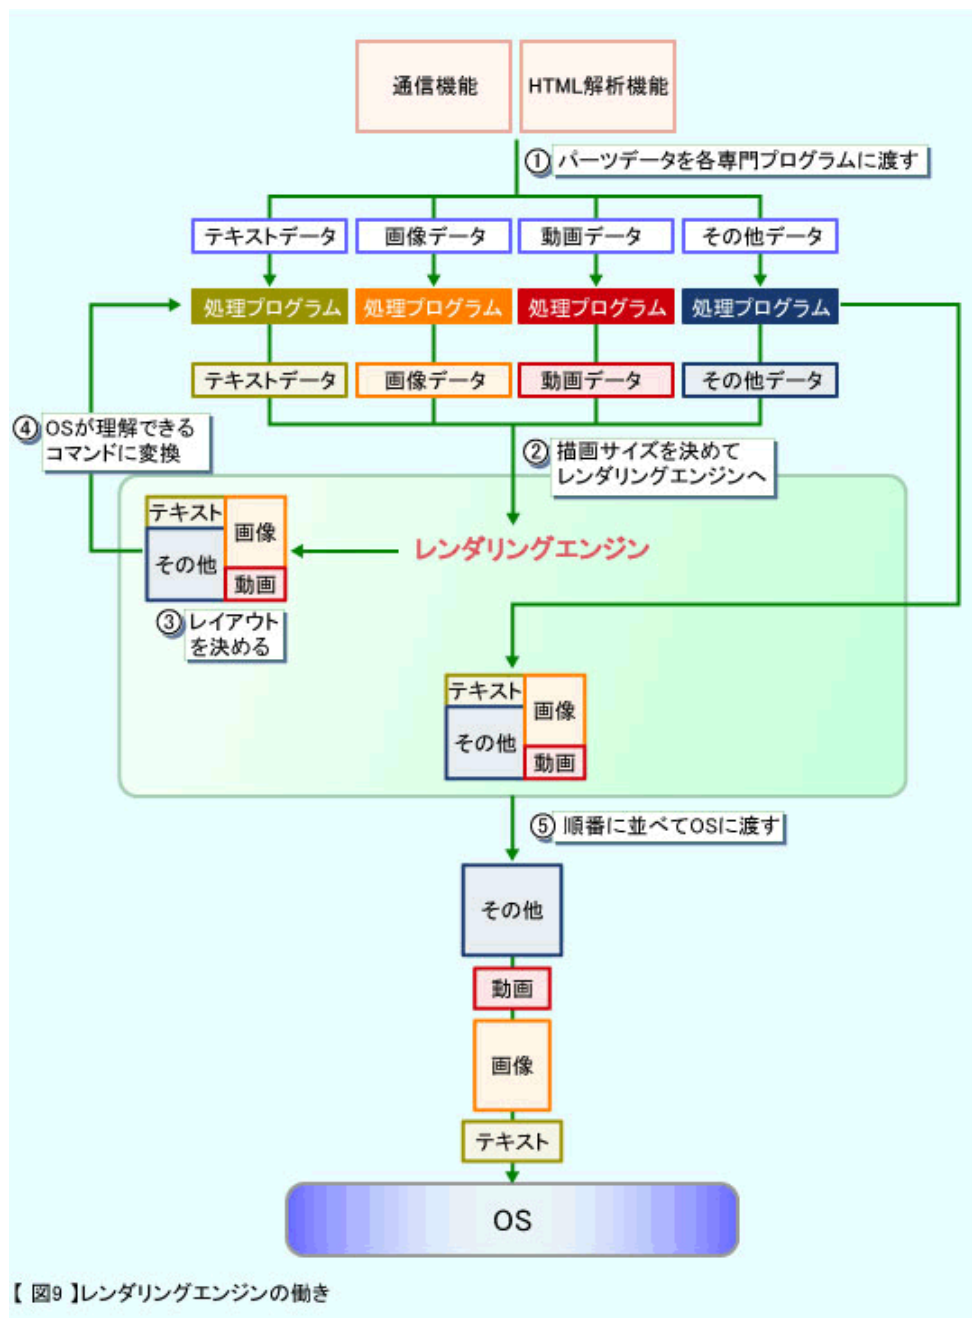 通信機能
HTML解析機能
① パーツデータを各専門プログラムに渡す
テキストデータ
画像データ
動画データ
その他データ
処理プログラム
処理プログラム
処理プログラム
処理プログラム
テキストデータ
画像データ
動画データ
その他データ
④ OSが理解できる
コマンドに変換
② 描画サイズを決めて
レンダリングエンジンへ
テキスト
画像
その他
動画
レンダリングエンジン
③ レイアウト
を決める
テキスト
画像
その他
動画
⑤ 順番に並べてOSに渡す
その他
動画
画像
テキスト
OS
【 図9 】レンダリングエンジンの働き